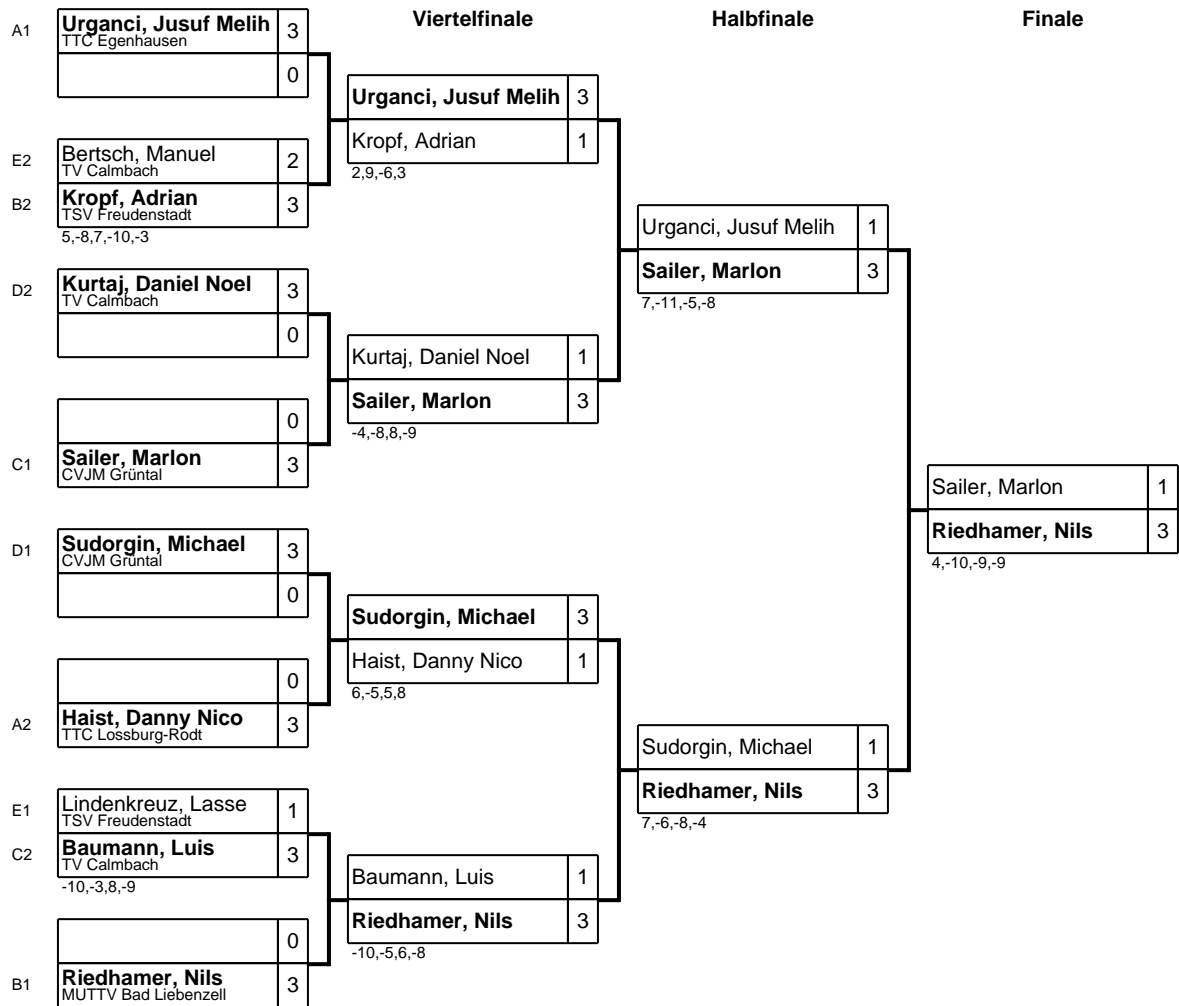 Viertelfinale
Halbfinale
Finale
A1 Urganci, Jusuf Melih 3
TTC Egenhausen
0
E2 Bertsch, Manuel 2
TV Calmbach
B2 Kropf, Adrian 3
TSV Freudenstadt
5,-8,7,-10,-3
D2 Kurtaj, Daniel Noel 3
TV Calmbach
0
0
C1 Sailer, Marlon 3
CVJM Grüntal
D1 Sudorgin, Michael 3
CVJM Grüntal
0
0
A2 Haist, Danny Nico 3
TTC Lossburg-Rodt
E1 Lindenkreuz, Lasse 1
TSV Freudenstadt
C2 Baumann, Luis 3
TV Calmbach
-10,-3,8,-9
0
B1 Riedhamer, Nils 3
MUTTV Bad Liebenzell
Urganci, Jusuf Melih 3
Kropf, Adrian 1
2,9,-6,3
Kurtaj, Daniel Noel 1
Sailer, Marlon 3
-4,-8,8,-9
Sudorgin, Michael 3
Haist, Danny Nico 1
6,-5,5,8
Baumann, Luis 1
Riedhamer, Nils 3
-10,-5,6,-8
Urganci, Jusuf Melih 1
Sailer, Marlon 3
7,-11,-5,-8
Sudorgin, Michael 1
Riedhamer, Nils 3
7,-6,-8,-4
Sailer, Marlon 1
Riedhamer, Nils 3
4,-10,-9,-9